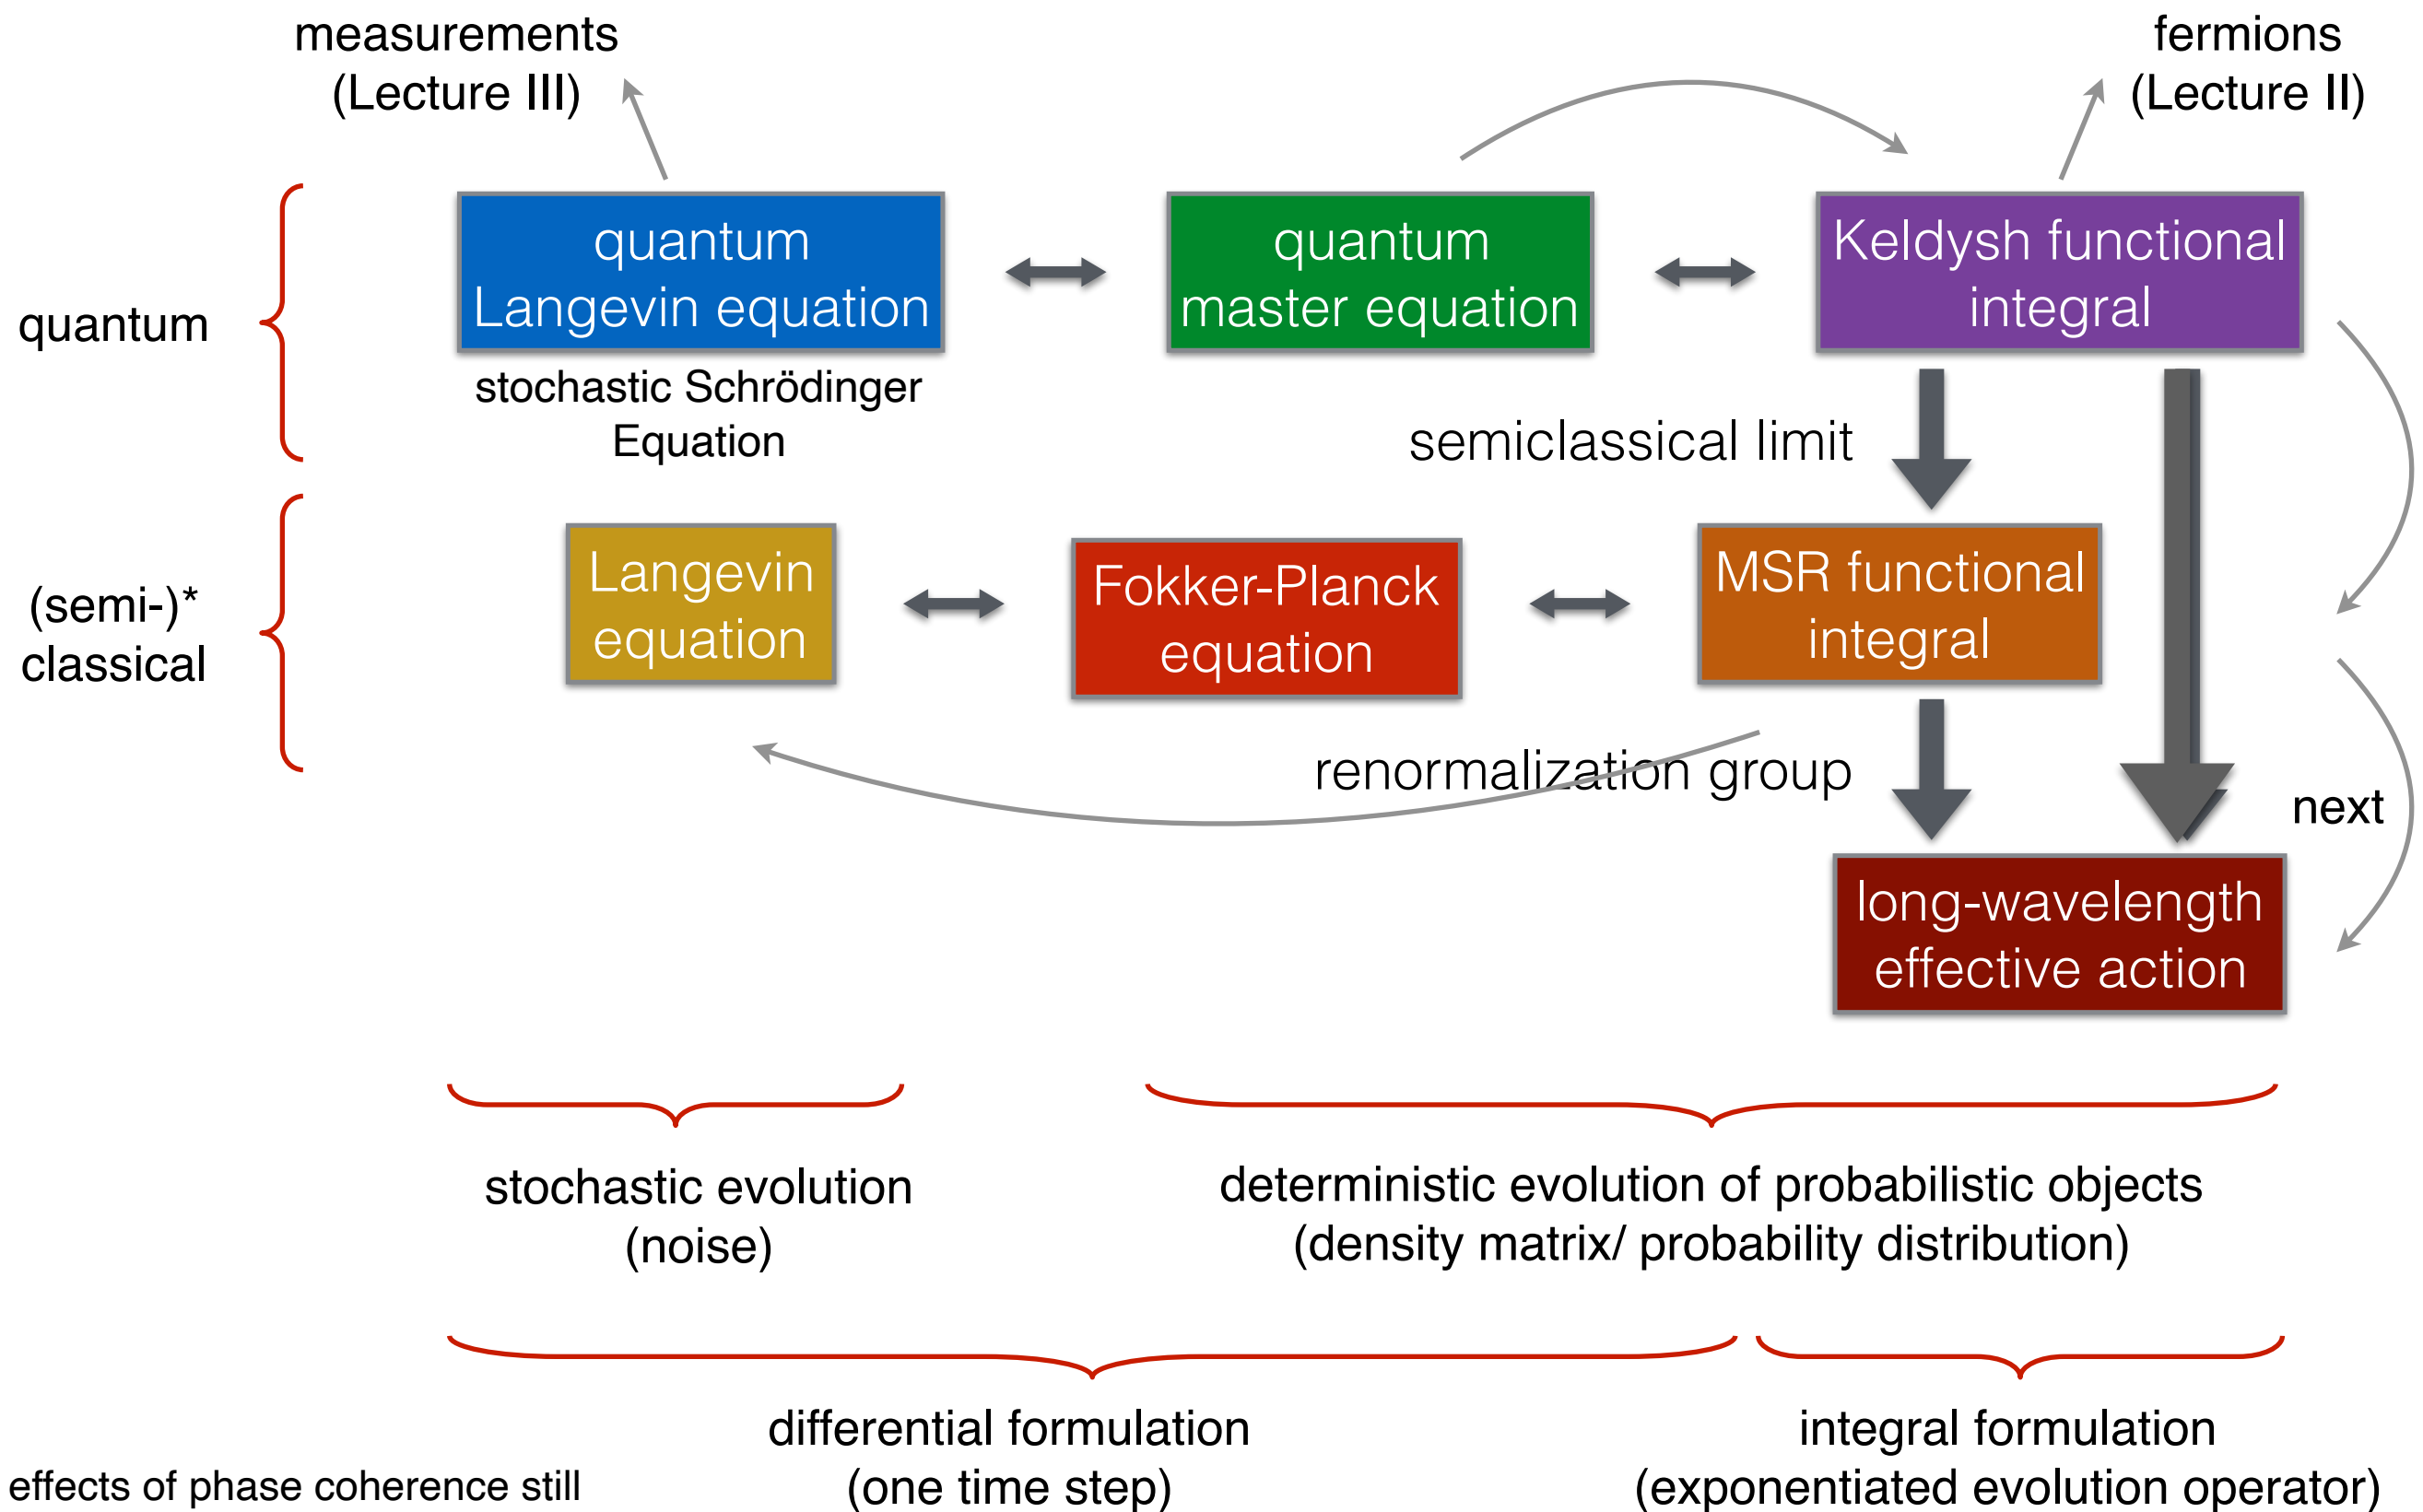 measurements
(Lecture III)
fermions
(Lecture II)
quantum
quantum
Langevin equation
quantum
master equation
Keldysh functional
integral
stochastic Schrödinger
Equation
semiclassical limit
(semi-)*
classical
Langevin
equation
Fokker-Planck
equation
MSR functional
integral
renormalization group
next
long-wavelength
effective action
stochastic evolution
(noise)
deterministic evolution of probabilistic objects
(density matrix/ probability distribution)
differential formulation
(one time step)
integral formulation
(exponentiated evolution operator)
effects of phase coherence still